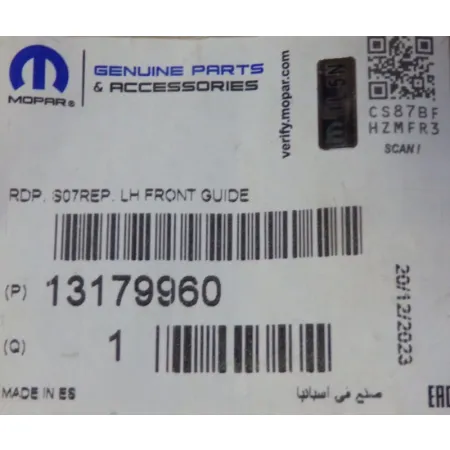 MOPAR®
GENUINE PARTS
& ACCESSORIES
verify.mopar.com
CS87BF
HZMFR3
SCAN!
RDP. S07REP. LH FRONT GUIDE
(P) 13179960
(Q) 1
20/12/2023
MADE IN ES
صنع في اسبانيا
EAC